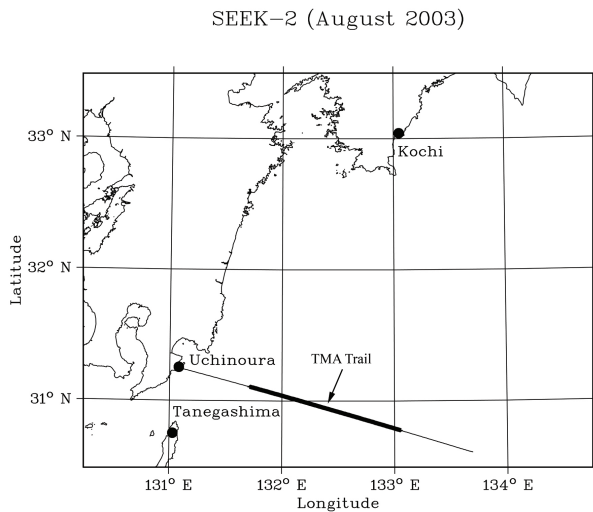 SEEK-2 (August 2003)
33° N
Kochi
Latitude
32° N
Uchinoura
TMA Trail
31° N
Tanegashima
131° E
132° E
133° E
134° E
Longitude